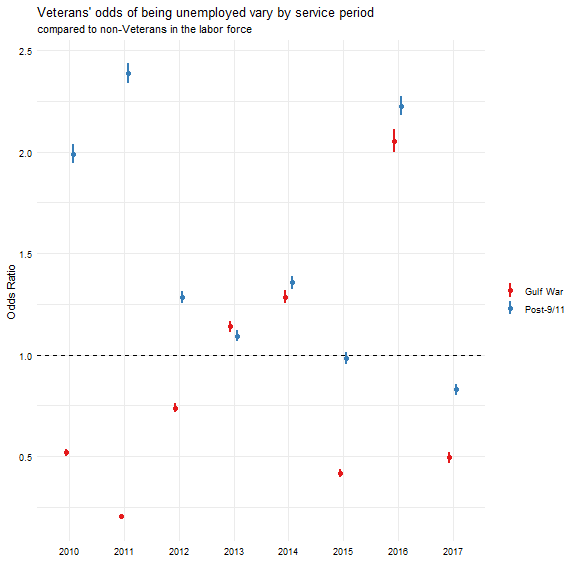 Veterans' odds of being unemployed vary by service period
compared to non-Veterans in the labor force
2.5
2.0
1.5
1.0
0.5
Odds Ratio
2010 2011 2012 2013 2014 2015 2016 2017
Gulf War
Post-9/11